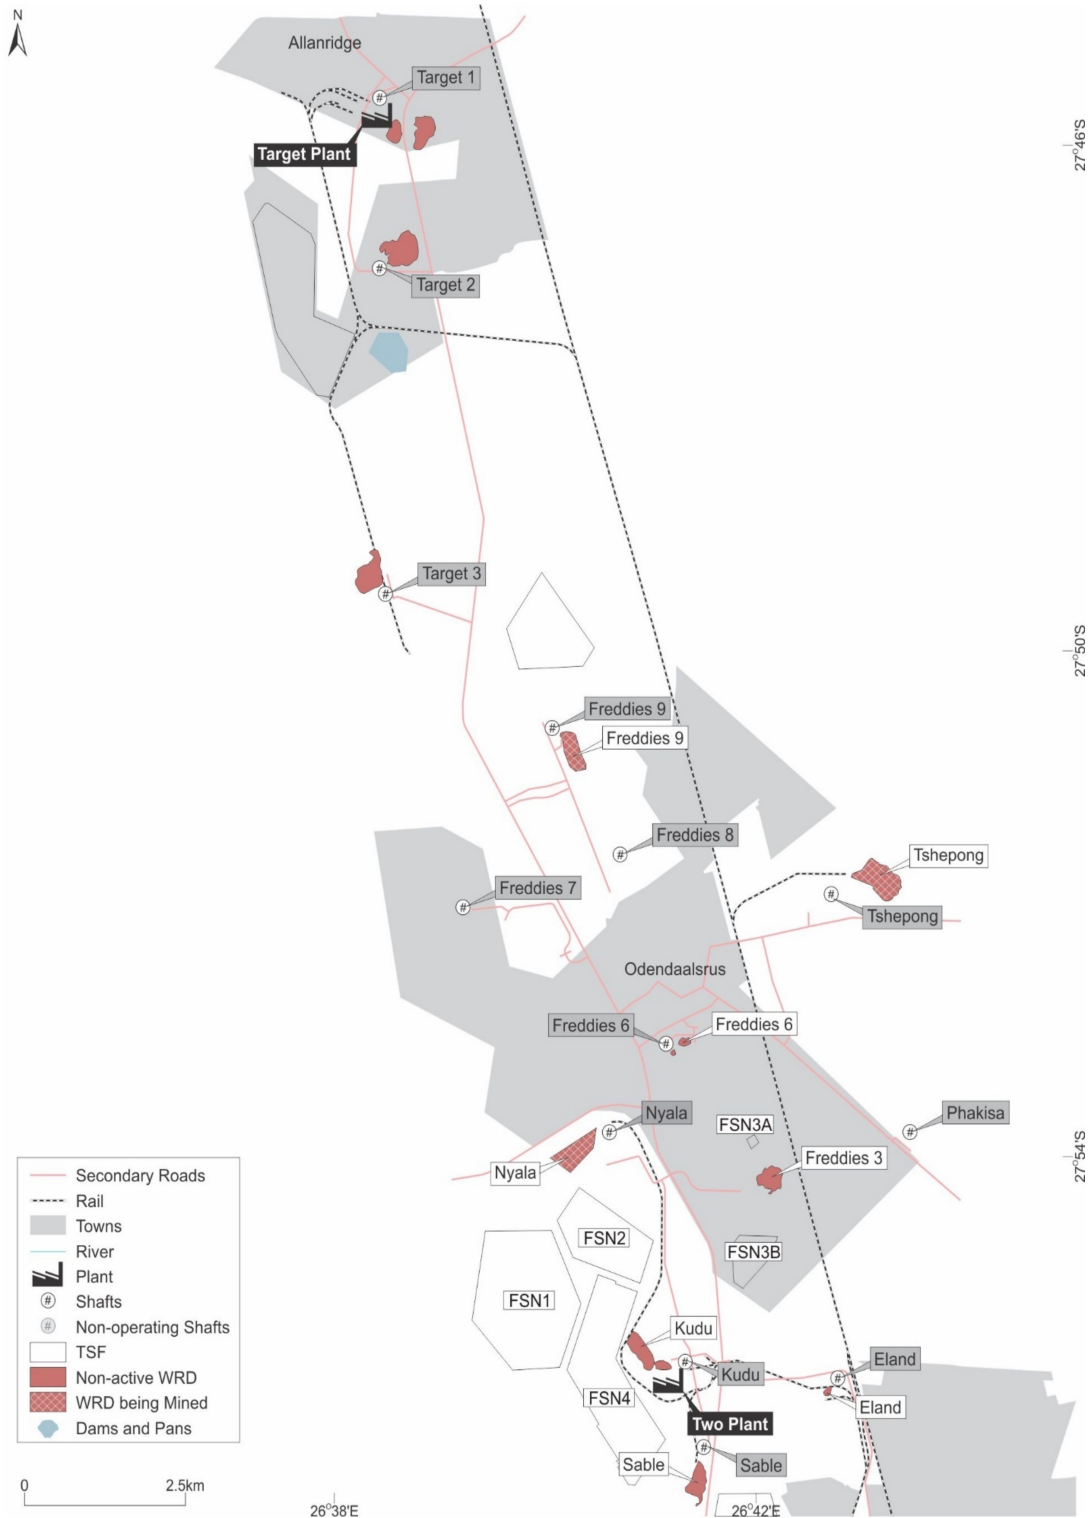 N
Allanridge
Target 1
#
Target Plant
27°46'S
Target 2
#
Target 3
#
27°50'S
Freddies 9
#
Freddies 9
Freddies 8
#
Tshepong
Freddies 7
#
#
Tshepong
Odendaalsrus
Freddies 6
Freddies 6
#
Nyala
#
Phakisa
#
FSN3A
27°54'S
Freddies 3
Nyala
FSN2
FSN3B
FSN1
Kudu
#
Kudu
Eland
#
Eland
FSN4
Two Plant
Sable
#
Sable
Secondary Roads
Rail
Towns
River
Plant
# Shafts
# Non-operating Shafts
TSF
Non-active WRD
WRD being Mined
Dams and Pans
0 2.5km
26°38'E
26°42'E